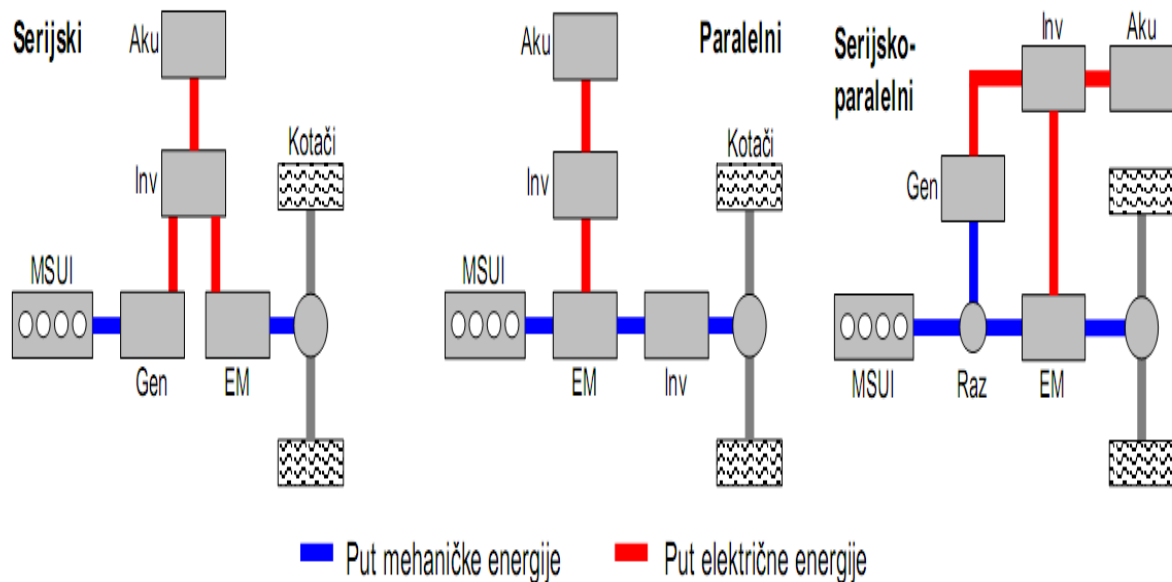 Serijski
Aku
Inv
Kotači
MSUI
Gen
EM
Paralelni
Aku
Inv
Kotači
MSUI
EM
Inv
Serijsko-
paralelni
Inv
Aku
Gen
MSUI
Raz
EM
Put mehaničke energije
Put električne energije